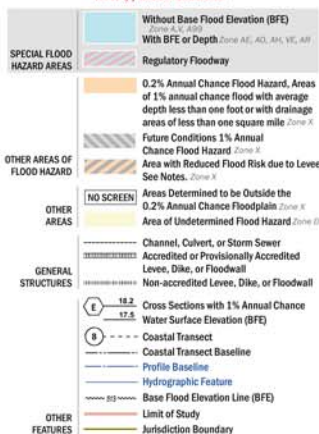 Without Base Flood Elevation (BFE)
Zone A, V, A99
With BFE or Depth Zone AE, AO, AH, VE, AR
SPECIAL FLOOD
HAZARD AREAS
Regulatory Floodway
0.2% Annual Chance Flood Hazard, Areas
of 1% annual chance flood with average
depth less than one foot or with drainage
areas of less than one square mile Zone X
Future Conditions 1% Annual
Chance Flood Hazard Zone X
OTHER AREAS OF
FLOOD HAZARD
Area with Reduced Flood Risk due to Levee
See Notes. Zone X
NO SCREEN
Areas Determined to be Outside the
0.2% Annual Chance Floodplain Zone X
OTHER
AREAS
Area of Undetermined Flood Hazard Zone D
Channel, Culvert, or Storm Sewer
Accredited or Provisionally Accredited
Levee, Dike, or Floodwall
GENERAL
STRUCTURES
Non-accredited Levee, Dike, or Floodwall
E 18.2 Cross Sections with 1% Annual Chance
17.5 Water Surface Elevation (BFE)
8 Coastal Transect
Coastal Transect Baseline
Profile Baseline
Hydrographic Feature
513 Base Flood Elevation Line (BFE)
OTHER
FEATURES
Limit of Study
Jurisdiction Boundary